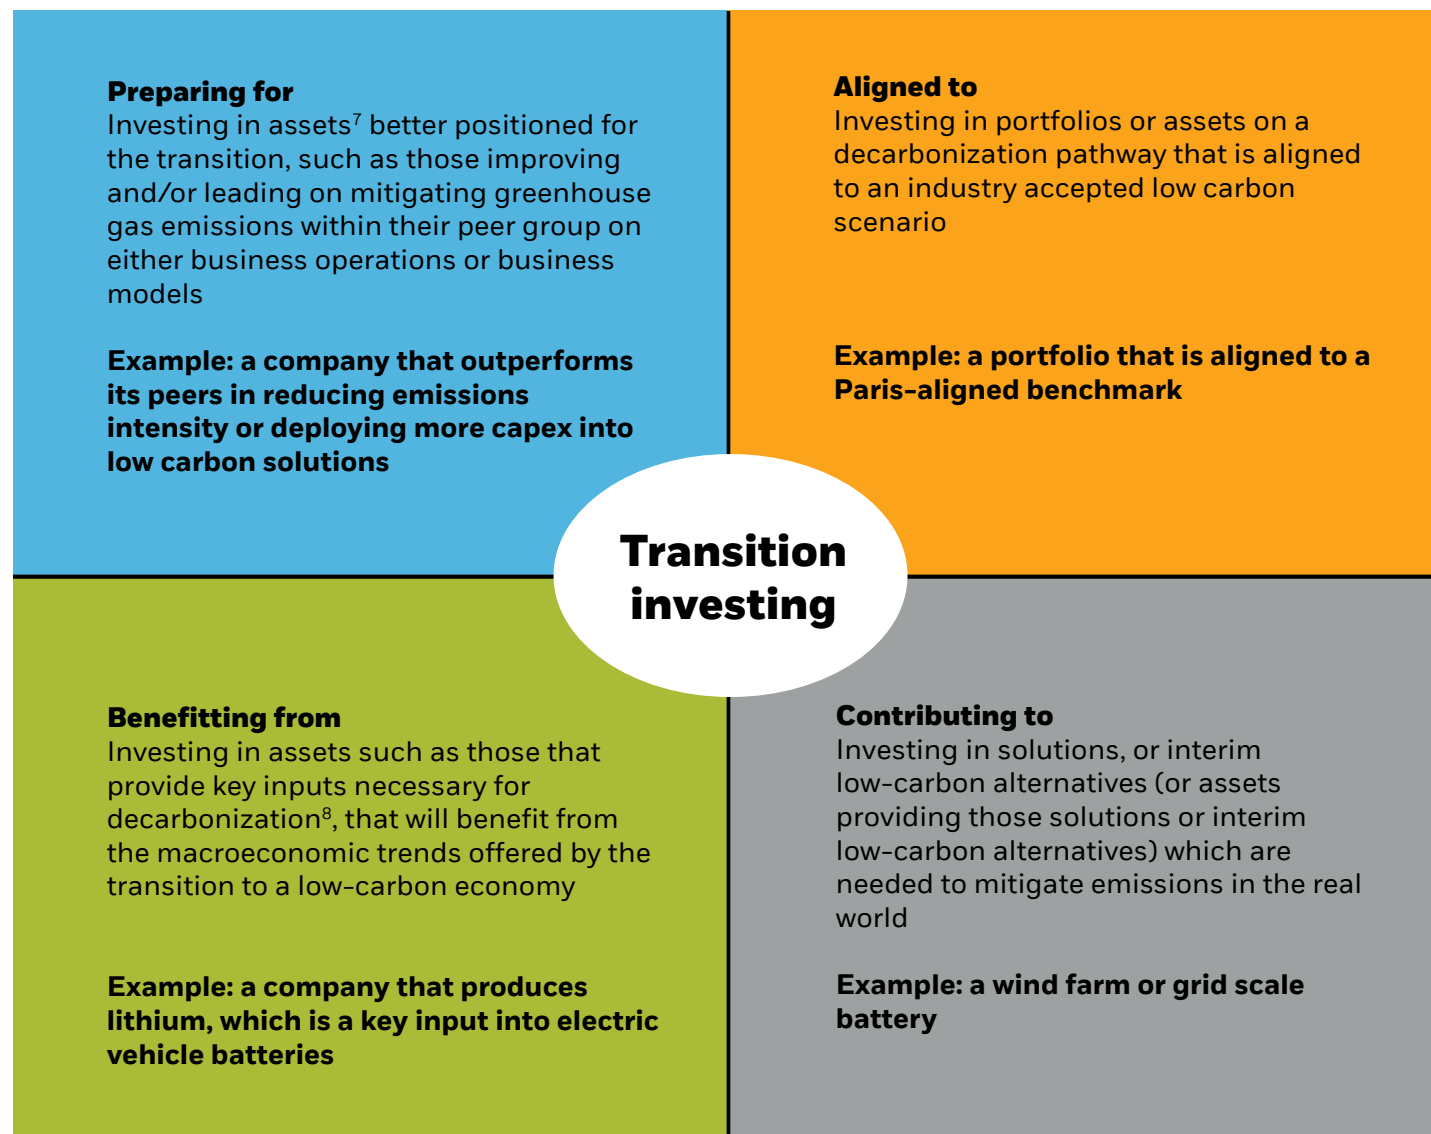 Preparing for
Investing in assets⁷ better positioned for
the transition, such as those improving
and/or leading on mitigating greenhouse
gas emissions within their peer group on
either business operations or business
models
Example: a company that outperforms
its peers in reducing emissions
intensity or deploying more capex into
low carbon solutions
Aligned to
Investing in portfolios or assets on a
decarbonization pathway that is aligned
to an industry accepted low carbon
scenario
Example: a portfolio that is aligned to a
Paris-aligned benchmark
Transition
investing
Benefitting from
Investing in assets such as those that
provide key inputs necessary for
decarbonization⁸, that will benefit from
the macroeconomic trends offered by the
transition to a low-carbon economy
Example: a company that produces
lithium, which is a key input into electric
vehicle batteries
Contributing to
Investing in solutions, or interim
low-carbon alternatives (or assets
providing those solutions or interim
low-carbon alternatives) which are
needed to mitigate emissions in the real
world
Example: a wind farm or grid scale
battery